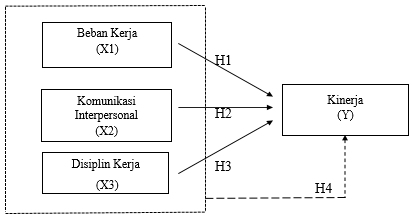 Beban Kerja
(X1)
H1
Komunikasi
Interpersonal
(X2)
H2
Kinerja
(Y)
Disiplin Kerja
(X3)
H3
H4